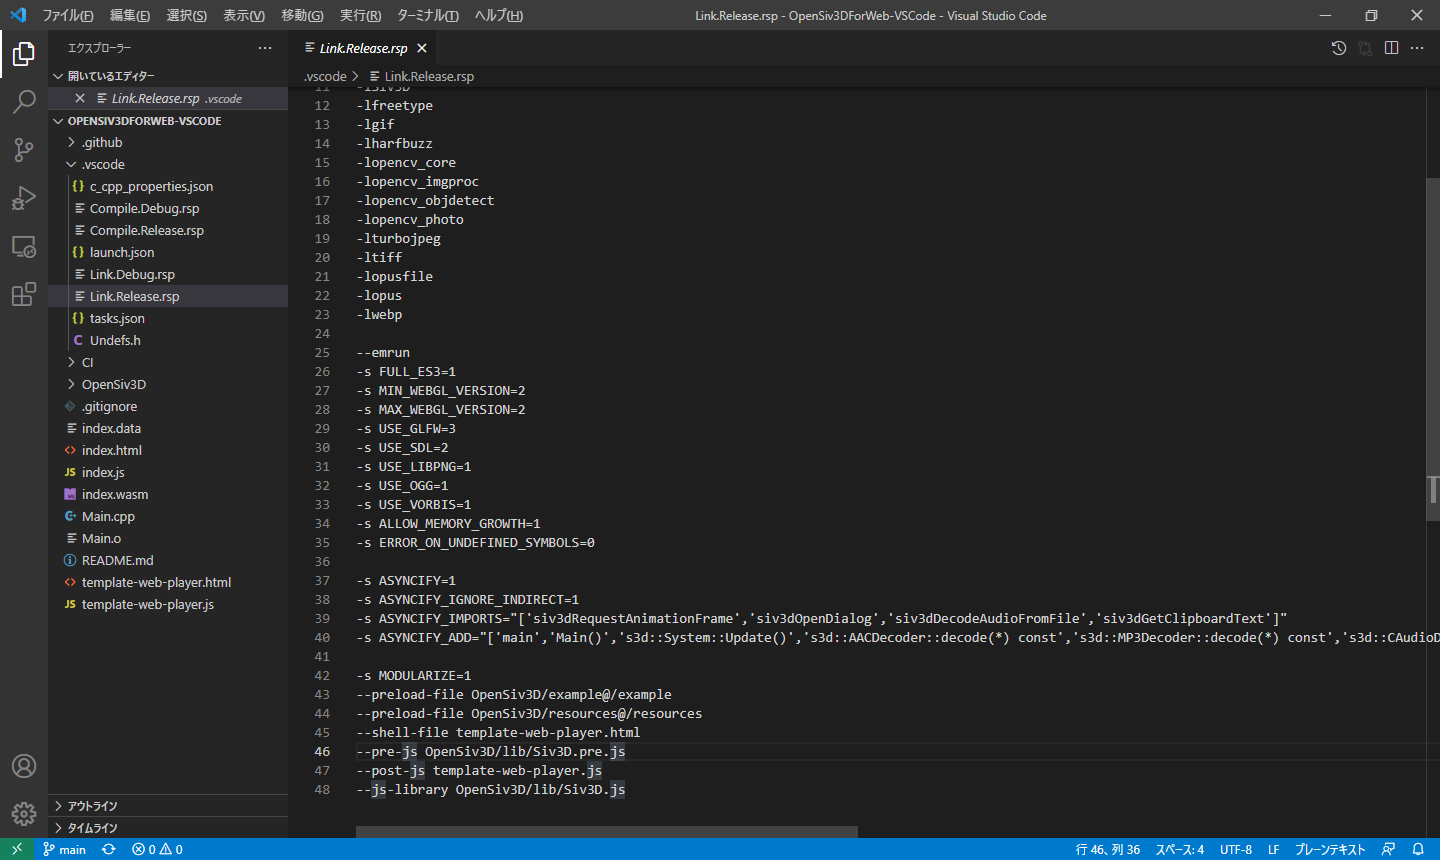 ファイル(F) 編集(E) 選択(S) 表示(V) 移動(G) 実行(R) ターミナル(T) ヘルプ(H) Link.Release.rsp - OpenSiv3DForWeb-VSCode - Visual Studio Code
エクスプローラー
開いているエディター
Link.Release.rsp .vscode
OPENSIV3DFORWEB-VSCODE
.github
.vscode
{} c_cpp_properties.json
Compile.Debug.rsp
Compile.Release.rsp
{} launch.json
Link.Debug.rsp
Link.Release.rsp
{} tasks.json
C Undefs.h
CI
OpenSiv3D
.gitignore
index.data
<> index.html
JS index.js
index.wasm
Main.cpp
Main.o
README.md
<> template-web-player.html
JS template-web-player.js
アウトライン
タイムライン
Link.Release.rsp
.vscode > Link.Release.rsp
11 -lSiv3D
12 -lfreetype
13 -lgif
14 -lharfbuzz
15 -lopencv_core
16 -lopencv_imgproc
17 -lopencv_objdetect
18 -lopencv_photo
19 -lturbojpeg
20 -ltiff
21 -lopusfile
22 -lopus
23 -lwebp
24
25 --emrun
26 -s FULL_ES3=1
27 -s MIN_WEBGL_VERSION=2
28 -s MAX_WEBGL_VERSION=2
29 -s USE_GLFW=3
30 -s USE_SDL=2
31 -s USE_LIBPNG=1
32 -s USE_OGG=1
33 -s USE_VORBIS=1
34 -s ALLOW_MEMORY_GROWTH=1
35 -s ERROR_ON_UNDEFINED_SYMBOLS=0
36
37 -s ASYNCIFY=1
38 -s ASYNCIFY_IGNORE_INDIRECT=1
39 -s ASYNCIFY_IMPORTS="['siv3dRequestAnimationFrame','siv3dOpenDialog','siv3dDecodeAudioFromFile','siv3dGetClipboardText']"
40 -s ASYNCIFY_ADD="['main','Main()','s3d::System::Update()','s3d::AACDecoder::decode(*) const','s3d::MP3Decoder::decode(*) const','s3d::CAudioD
41
42 -s MODULARIZE=1
43 --preload-file OpenSiv3D/example@/example
44 --preload-file OpenSiv3D/resources@/resources
45 --shell-file template-web-player.html
46 --pre-js OpenSiv3D/lib/Siv3D.pre.js
47 --post-js template-web-player.js
48 --js-library OpenSiv3D/lib/Siv3D.js
main 0 0 行 46、列 36 スペース: 4 UTF-8 LF プレーンテキスト